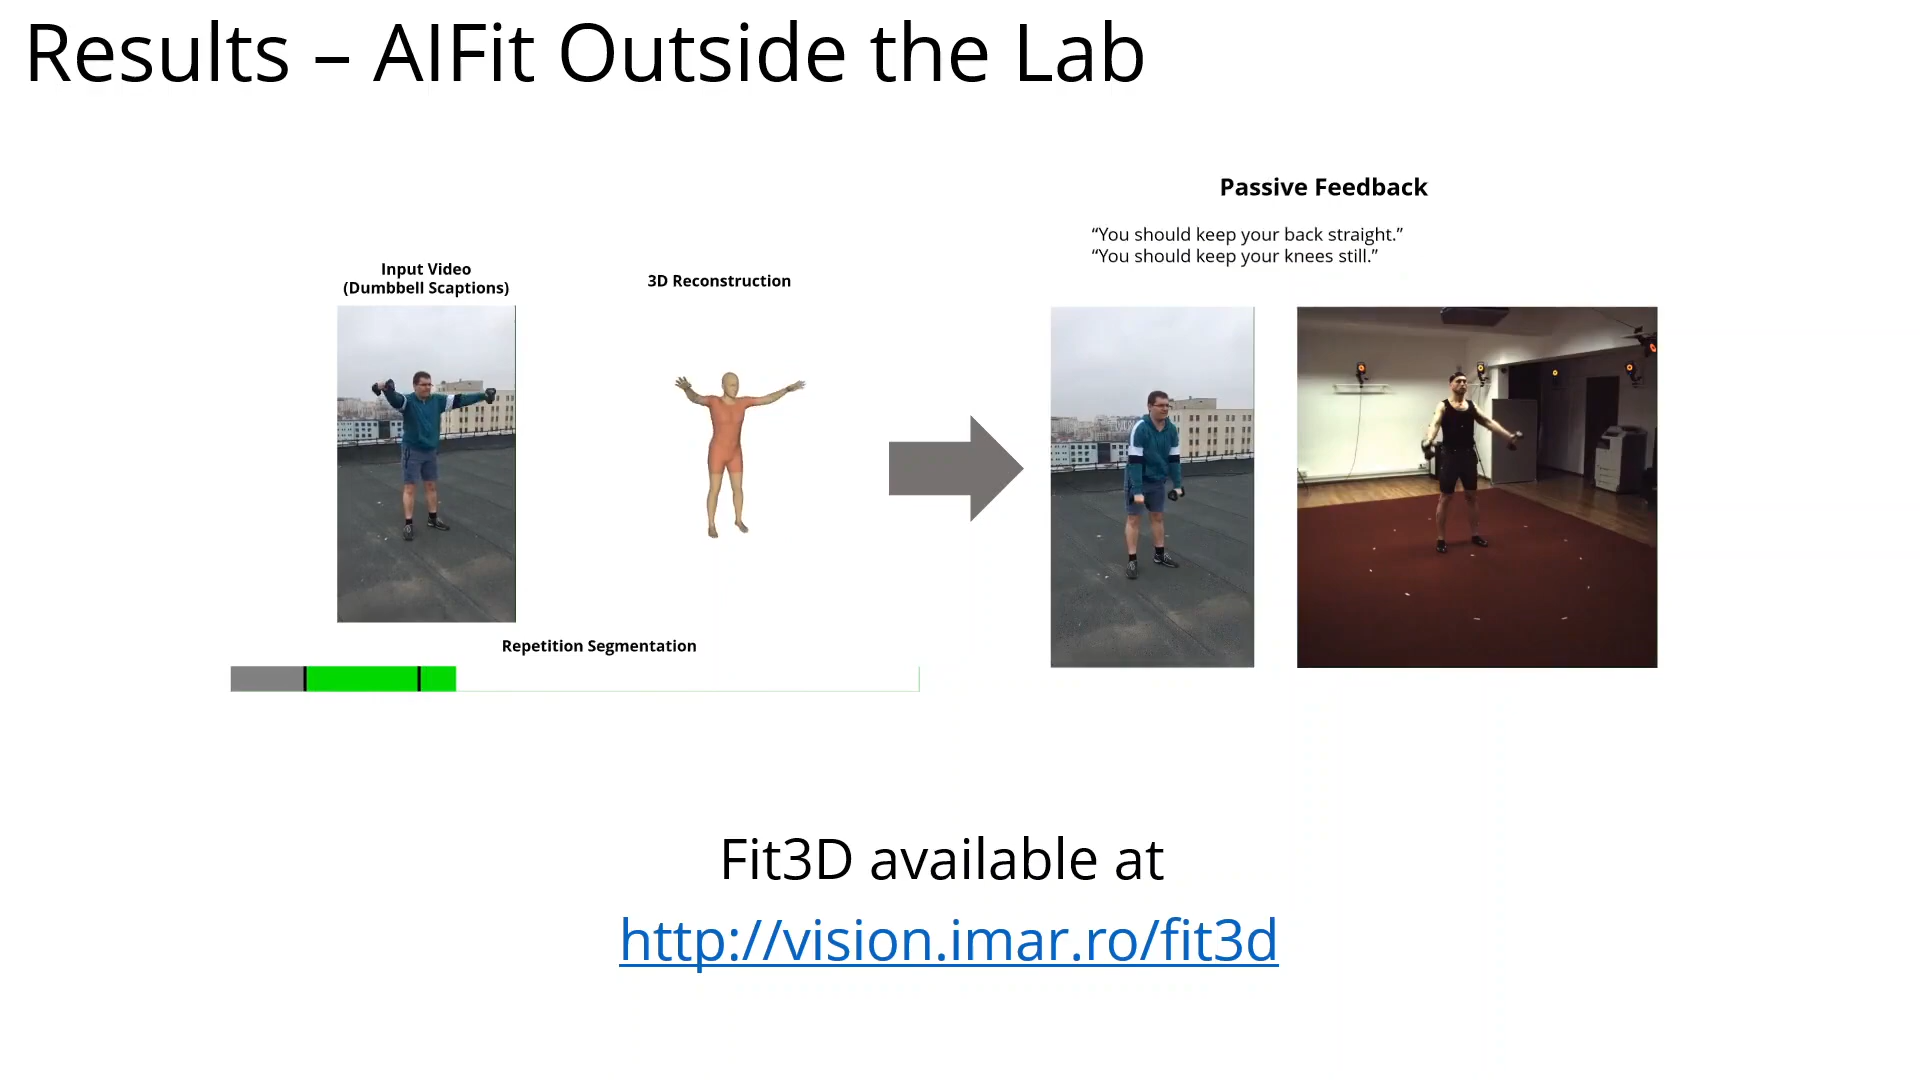 Results – AIFit Outside the Lab
Passive Feedback
“You should keep your back straight.”
“You should keep your knees still.”
Input Video
(Dumbbell Scaptions)
3D Reconstruction
Repetition Segmentation
Fit3D available at
http://vision.imar.ro/fit3d